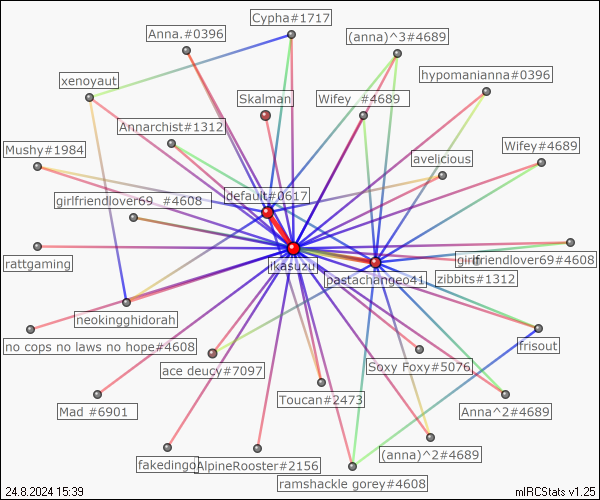 Cypha#1717
Anna.#0396
(anna)^3#4689
hypomanianna#0396
xenoyaut
Skalman
Wifey  #4689
Annarchist#1312
Mushy#1984
avelicious
Wifey#4689
default#0617
girlfriendlover69  #4608
rattgaming
ikasuzu
girlfriendlover69#4608
pastachangeo41
zibbits#1312
neokingghidorah
no cops no laws no hope#4608
frisout
ace deucy#7097
Soxy Foxy#5076
Toucan#2473
Mad #6901
Anna^2#4689
(anna)^2#4689
fakedingo
AlpineRooster#2156
ramshackle gorey#4608
24.8.2024 15:39
mIRCStats v1.25